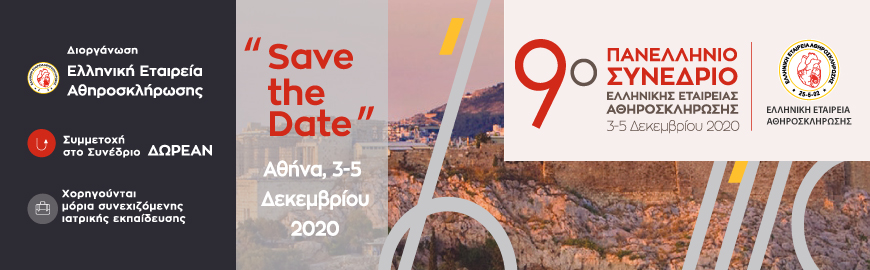 Διοργάνωση
Ελληνική Εταιρεία
Αθηροσκλήρωσης
Συμμετοχή
στο Συνέδριο ΔΩΡΕΑΝ
Χορηγούνται
μόρια συνεχιζόμενης
ιατρικής εκπαίδευσης
“Save
the
Date”
Αθήνα, 3-5
Δεκεμβρίου
2020
9ο
ΠΑΝΕΛΛΗΝΙΟ
ΣΥΝΕΔΡΙΟ
ΕΛΛΗΝΙΚΗΣ ΕΤΑΙΡΕΙΑΣ
ΑΘΗΡΟΣΚΛΗΡΩΣΗΣ
3-5 Δεκεμβρίου 2020
ΕΛΛΗΝΙΚΗ ΕΤΑΙΡΕΙΑ ΑΘΗΡΟΣΚΛΗΡΩΣΗΣ
25-6-92
ΕΛΛΗΝΙΚΗ ΕΤΑΙΡΕΙΑ
ΑΘΗΡΟΣΚΛΗΡΩΣΗΣ